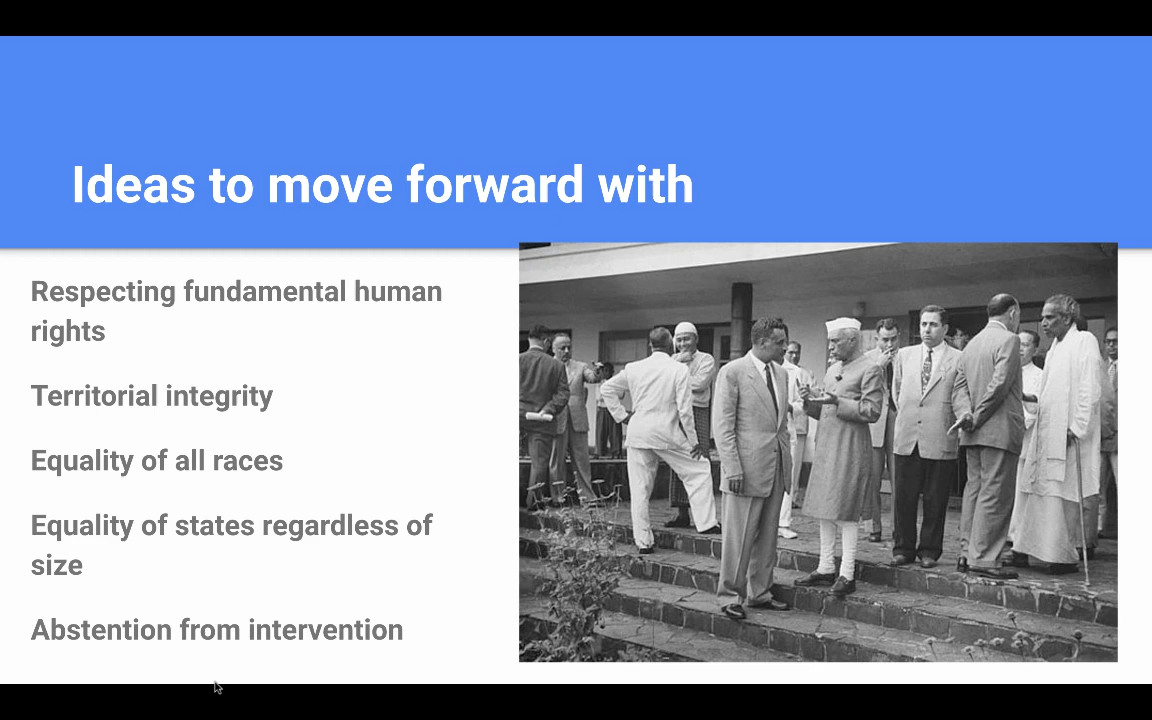 Ideas to move forward with
Respecting fundamental human
rights
Territorial integrity
Equality of all races
Equality of states regardless of
size
Abstention from intervention